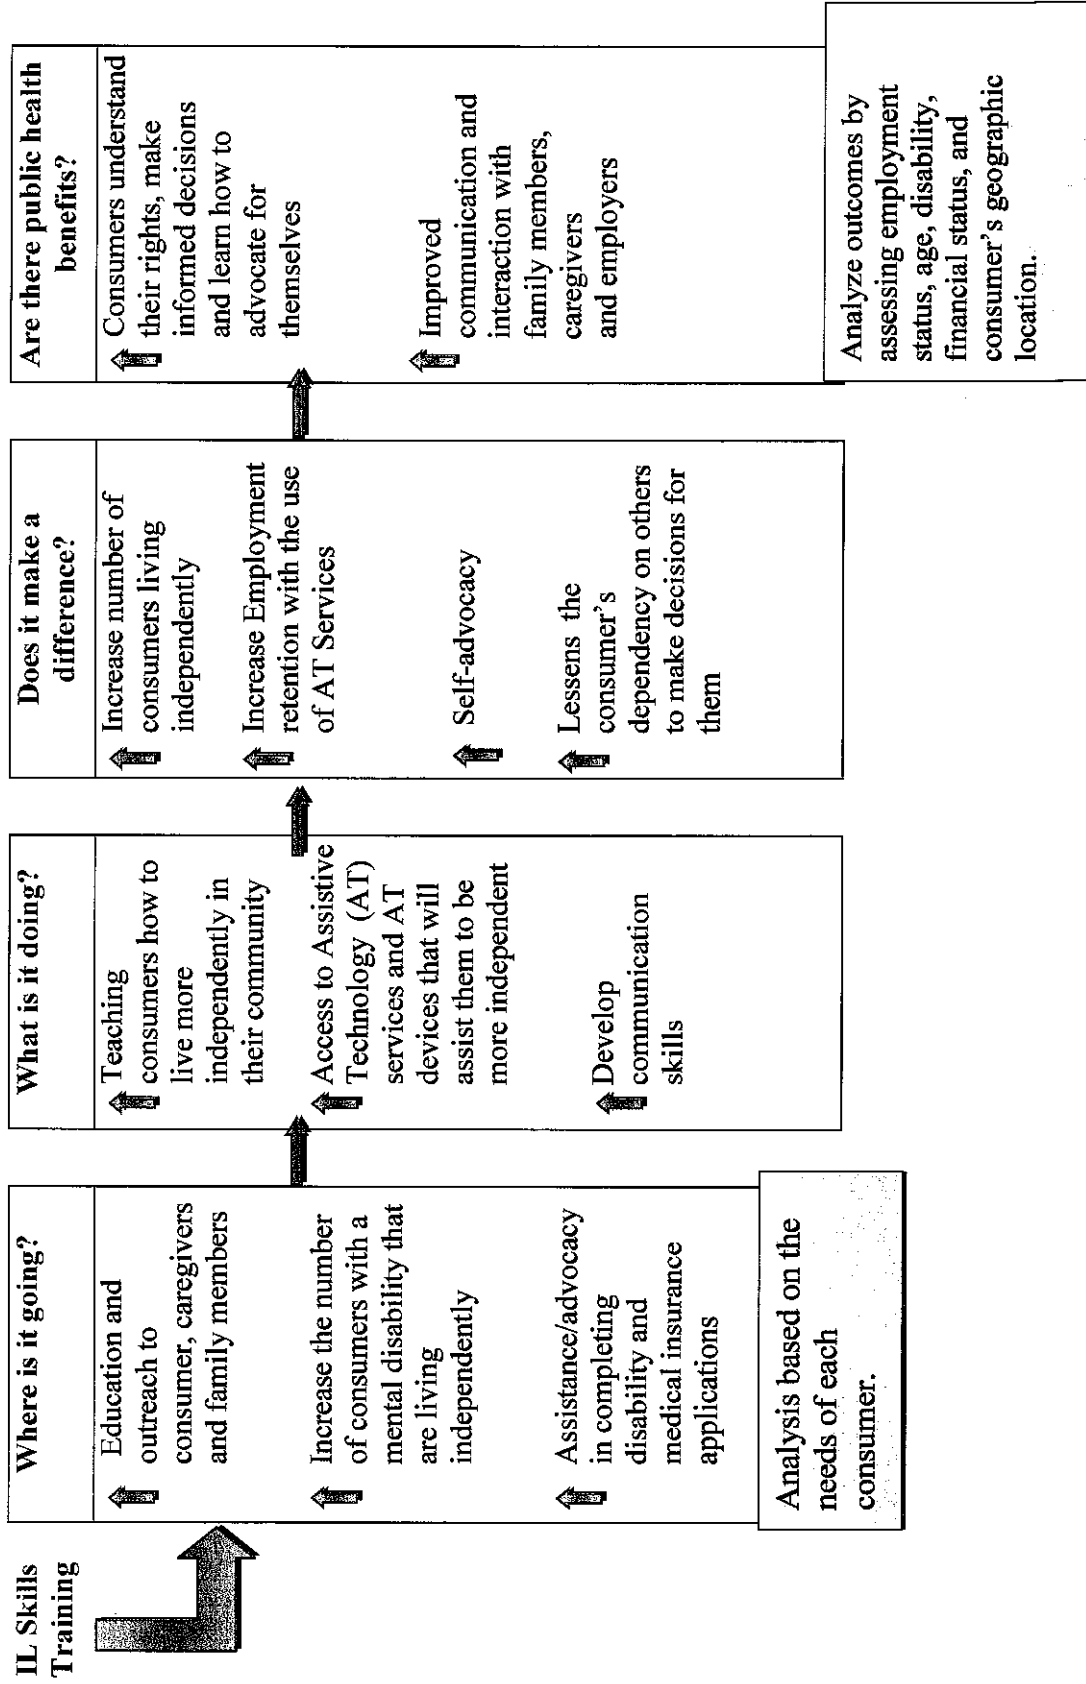 IL Skills
Training
Where is it going?
Education and
outreach to
consumer, caregivers
and family members
Increase the number
of consumers with a
mental disability that
are living
independently
Assistance/advocacy
in completing
disability and
medical insurance
applications
Analysis based on the
needs of each
consumer.
What is it doing?
Teaching
consumers how to
live more
independently in
their community
Access to Assistive
Technology (AT)
services and AT
devices that will
assist them to be
more independent
Develop
communication
skills
Does it make a
difference?
Increase number of
consumers living
independently
Increase Employment
retention with the use
of AT Services
Self-advocacy
Lessens the
consumer's
dependency on others
to make decisions for
them
Are there public health
benefits?
Consumers understand
their rights, make
informed decisions
and learn how to
advocate for
themselves
Improved
communication and
interaction with
family members,
caregivers
and employers
Analyze outcomes by
assessing employment
status, age, disability,
financial status, and
consumer's geographic
location.